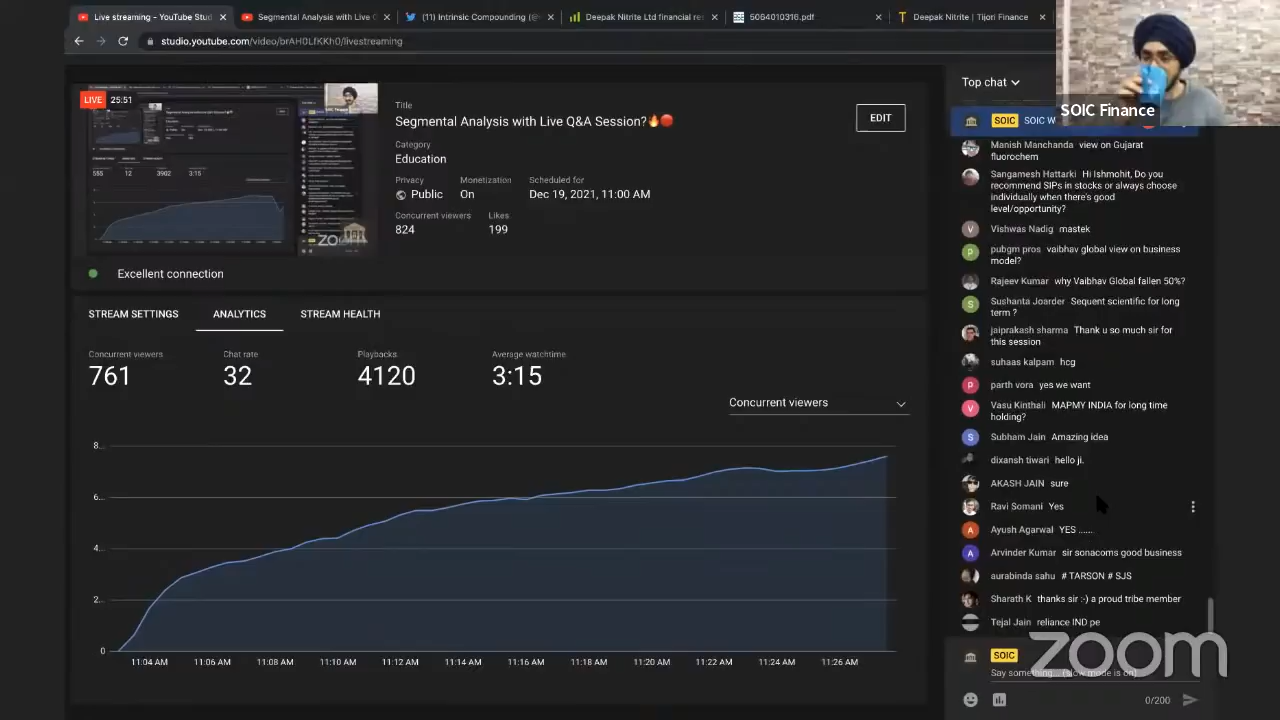 Live streaming - YouTube Stud
Segmental Analysis with Live C
(11) Intrinsic Compounding (@
Deepak Nitrite Ltd financial res
5064010316.pdf
Deepak Nitrite | Tijori Finance
studio.youtube.com/video/brAH0LfKKh0/livestreaming
LIVE 25:51
Title
Segmental Analysis with Live Q&A Session?🔥🔴
EDIT
Category
Education
Privacy Monetization Scheduled for
Public On Dec 19, 2021, 11:00 AM
Concurrent viewers Likes
824 199
Excellent connection
STREAM SETTINGS ANALYTICS STREAM HEALTH
Concurrent viewers Chat rate Playbacks Average watchtime
761 32 4120 3:15
Concurrent viewers
8...
6...
4...
2...
0
11:04 AM 11:06 AM 11:08 AM 11:10 AM 11:12 AM 11:14 AM 11:16 AM 11:18 AM 11:20 AM 11:22 AM 11:24 AM 11:26 AM
Top chat
SOIC Finance
SOIC SOIC W
Manish Manchanda view on Gujarat
fluorochem
Sangamesh Hattarki Hi Ishmohit, Do you
recommend SIPs in stocks or always choose
individually when there's good
level/opportunity?
Vishwas Nadig mastek
pubgm pros vaibhav global view on business
model?
Rajeev Kumar why Vaibhav Global fallen 50%?
Sushanta Joarder Sequent scientific for long
term ?
jaiprakash sharma Thank u so much sir for
this session
suhaas kalpam hcg
parth vora yes we want
Vasu Kinthali MAPMY INDIA for long time
holding?
Subham Jain Amazing idea
dixansh tiwari hello ji.
AKASH JAIN sure
Ravi Somani Yes
Ayush Agarwal YES ......
Arvinder Kumar sir sonacoms good business
aurabinda sahu # TARSON # SJS
Sharath K thanks sir :-) a proud tribe member
Tejal Jain reliance IND pe
SOIC
Say something... (slow mode is on)
zoom
0/200